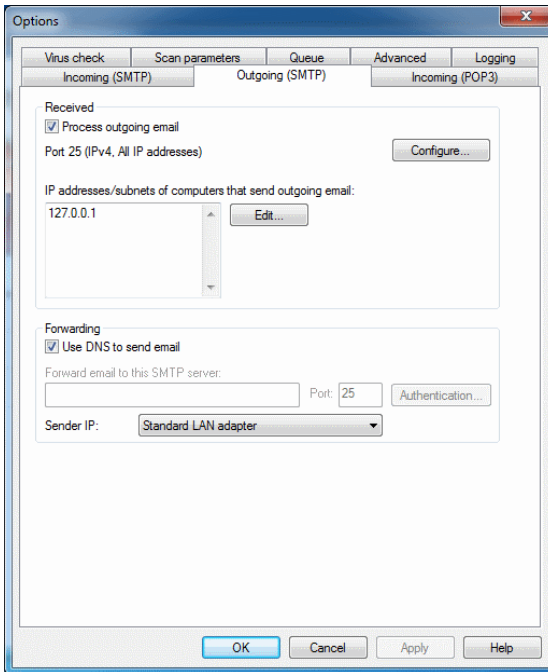 Options
Virus check Scan parameters Queue Advanced Logging
Incoming (SMTP) Outgoing (SMTP) Incoming (POP3)
Received
Process outgoing email
Port 25 (IPv4, All IP addresses) Configure...
IP addresses/subnets of computers that send outgoing email:
127.0.0.1 Edit...
Forwarding
Use DNS to send email
Forward email to this SMTP server:
Port: 25 Authentication...
Sender IP: Standard LAN adapter
OK Cancel Apply Help